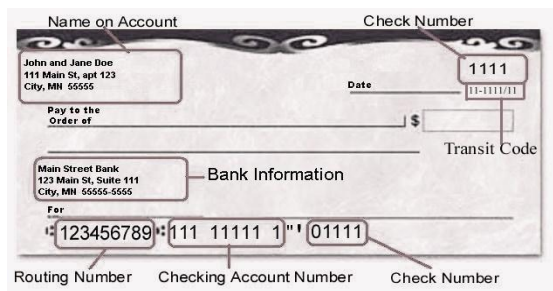 Name on Account
Check Number
John and Jane Doe
111 Main St, apt 123
City, MN 55555
1111
11-1111/11
Date
Pay to the
Order of
$
Transit Code
Main Street Bank
123 Main St, Suite 111
City, MN 55555-5555
Bank Information
For
⑆123456789⑆111 11111 1"' 01111
Routing Number
Checking Account Number
Check Number